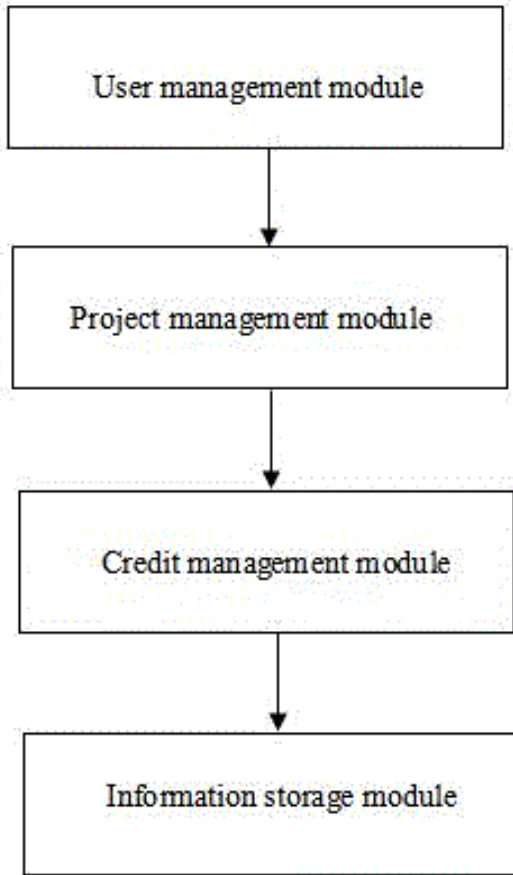 User management module
Project management module
Credit management module
Information storage module